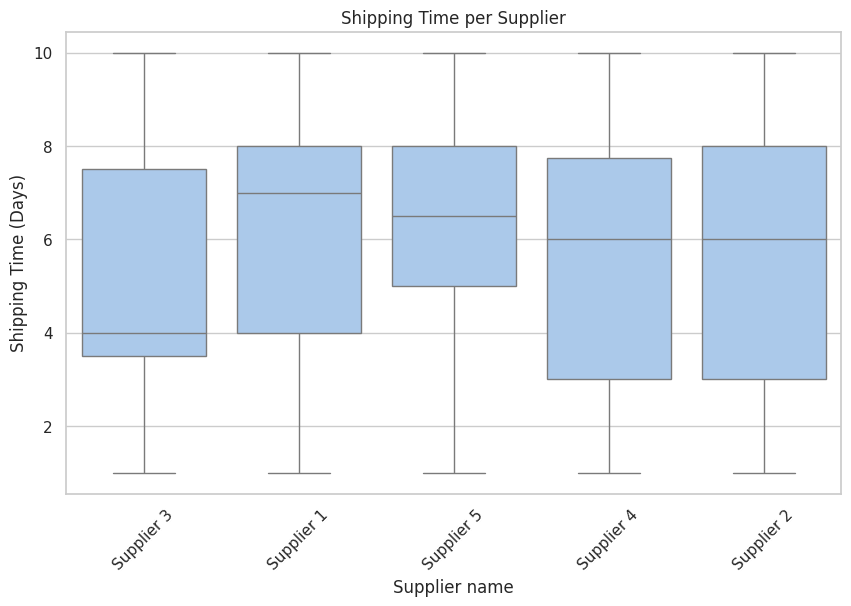 Shipping Time per Supplier
Shipping Time (Days)
10
8
6
4
2
Supplier 3
Supplier 1
Supplier 5
Supplier 4
Supplier 2
Supplier name